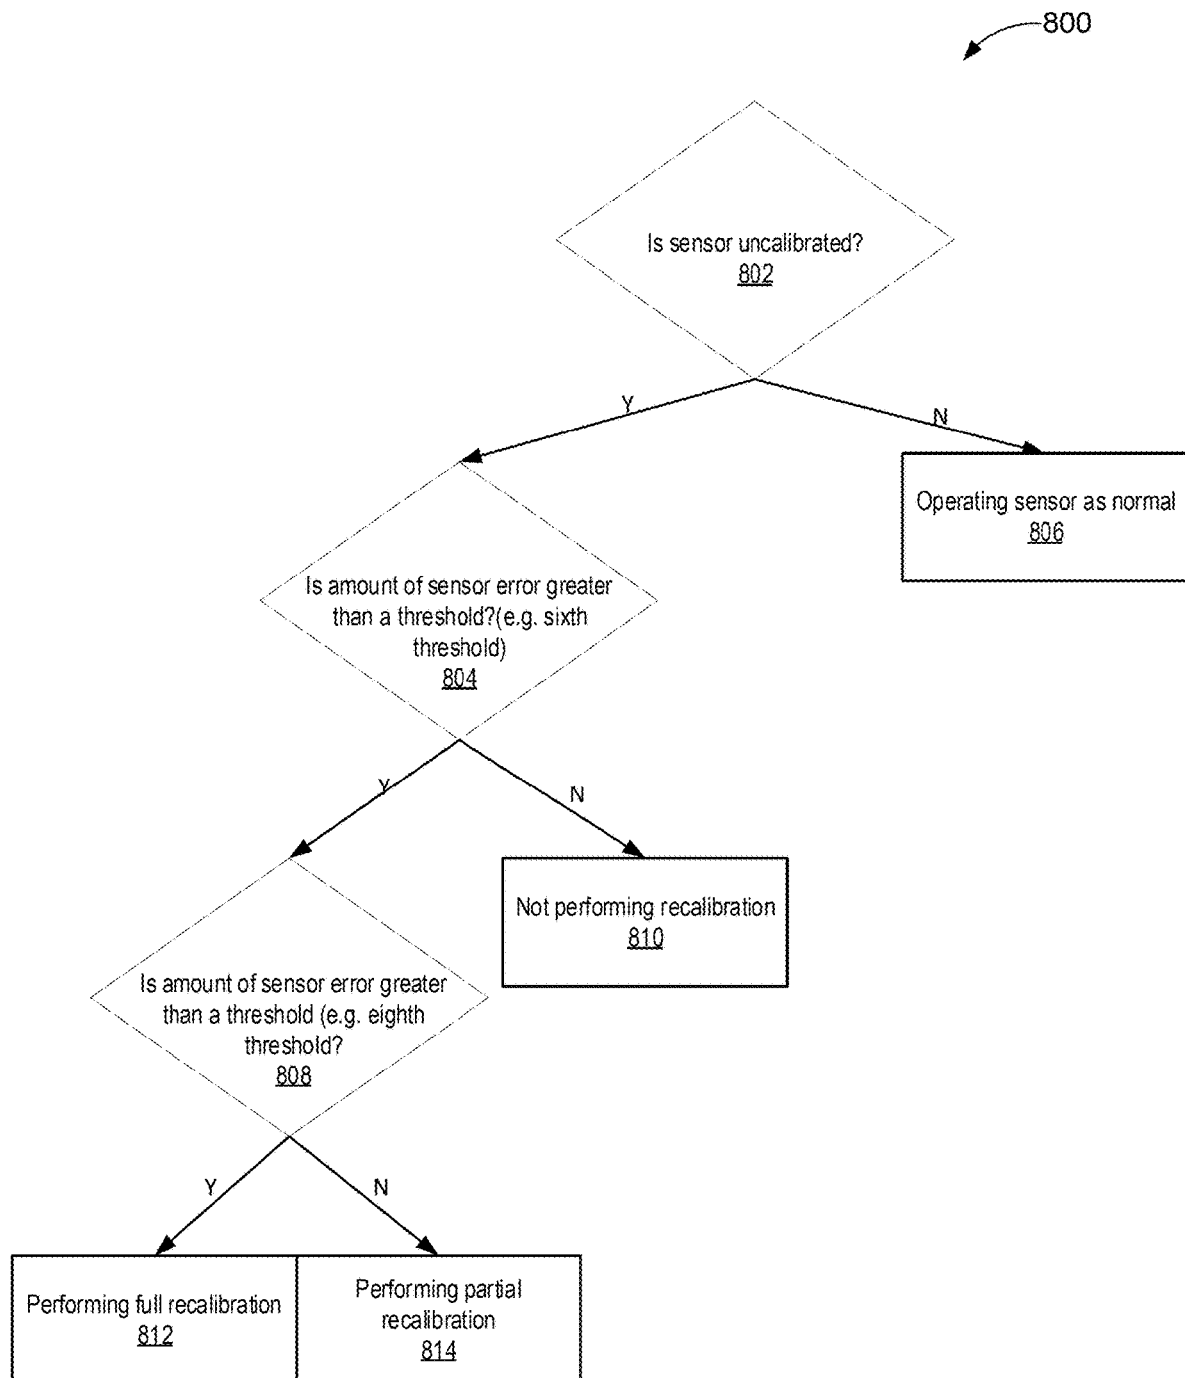 800
Is sensor uncalibrated?
802
Y
N
Operating sensor as normal
806
Is amount of sensor error greater
than a threshold?(e.g. sixth
threshold)
804
Y
N
Not performing recalibration
810
Is amount of sensor error greater
than a threshold (e.g. eighth
threshold?
808
Y
N
Performing full recalibration
812
Performing partial
recalibration
814